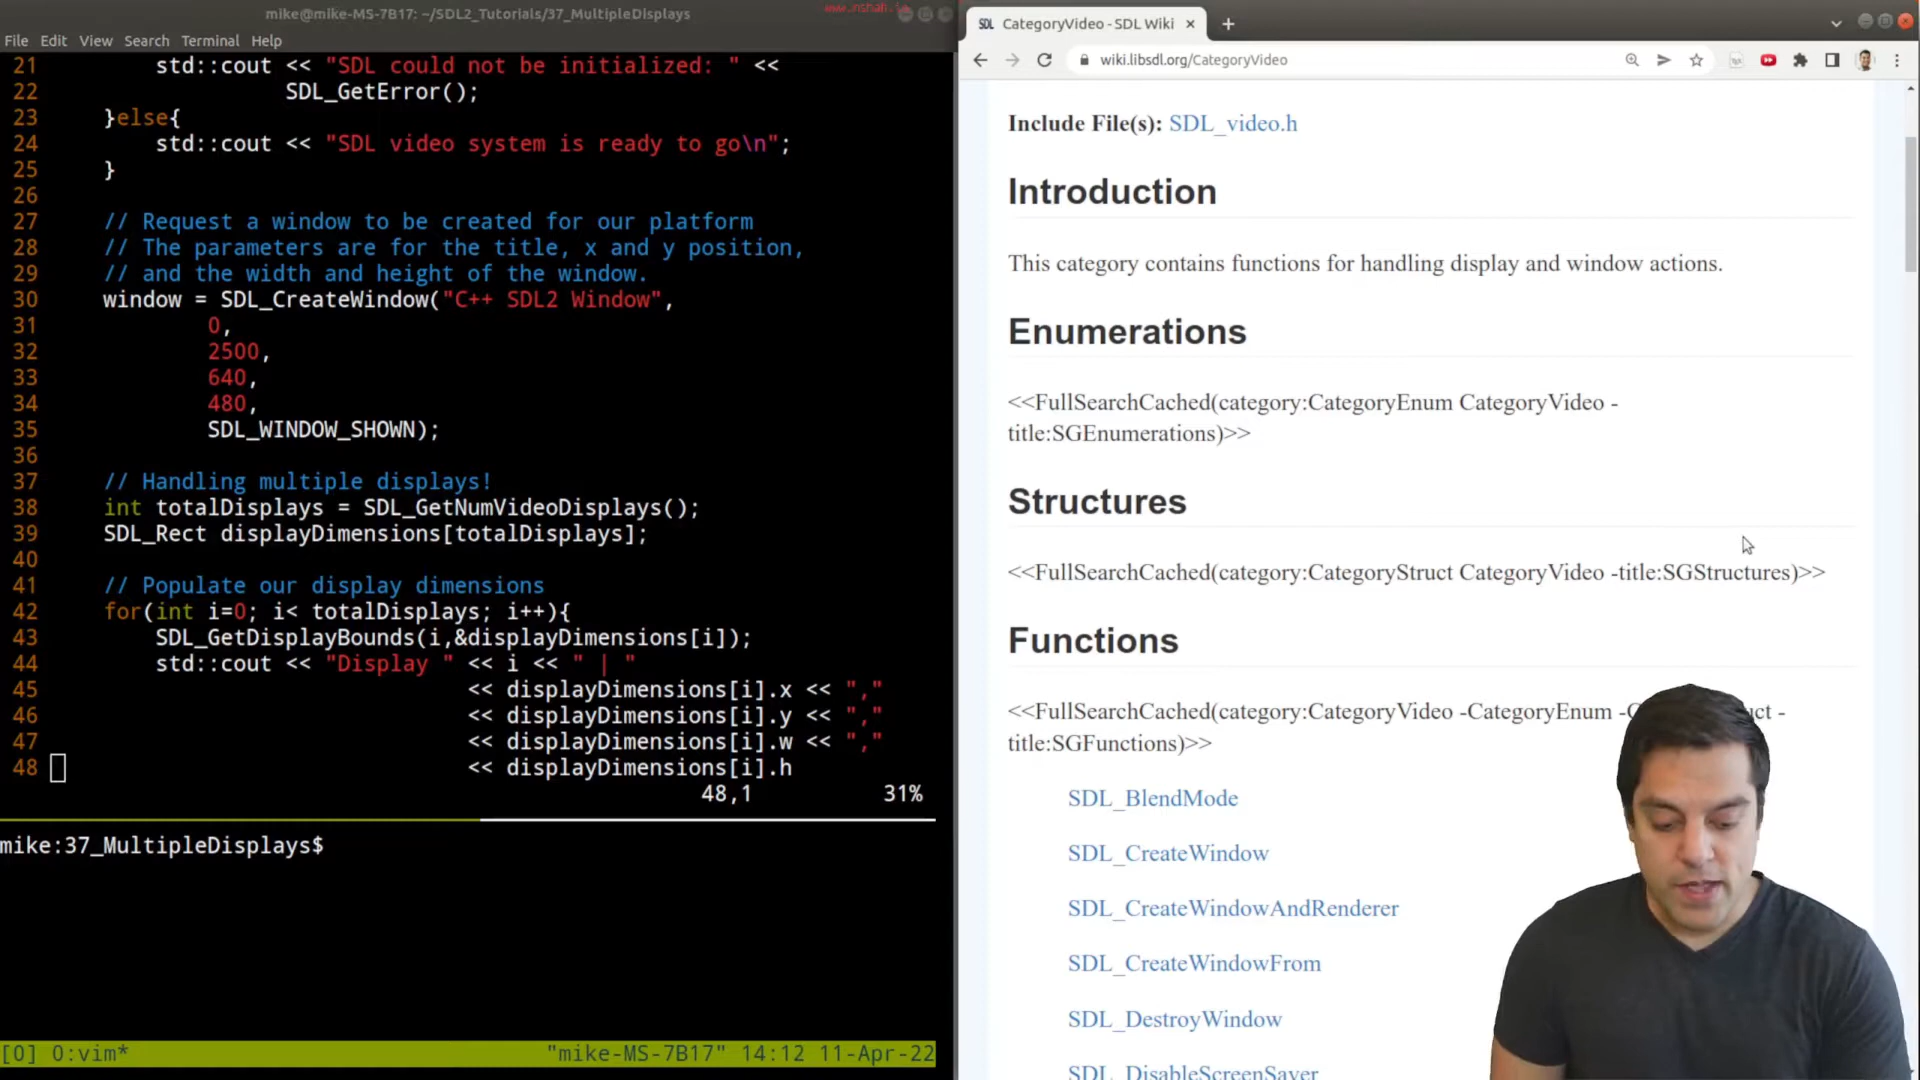 mike@mike-MS-7B17: ~/SDL2_Tutorials/37_MultipleDisplays
File Edit View Search Terminal Help
21 std::cout << "SDL could not be initialized: " <<
22 SDL_GetError();
23 }else{
24 std::cout << "SDL video system is ready to go\n";
25 }
26
27 // Request a window to be created for our platform
28 // The parameters are for the title, x and y position,
29 // and the width and height of the window.
30 window = SDL_CreateWindow("C++ SDL2 Window",
31 0,
32 2500,
33 640,
34 480,
35 SDL_WINDOW_SHOWN);
36
37 // Handling multiple displays!
38 int totalDisplays = SDL_GetNumVideoDisplays();
39 SDL_Rect displayDimensions[totalDisplays];
40
41 // Populate our display dimensions
42 for(int i=0; i< totalDisplays; i++){
43 SDL_GetDisplayBounds(i,&displayDimensions[i]);
44 std::cout << "Display " << i << " | "
45 << displayDimensions[i].x << ","
46 << displayDimensions[i].y << ","
47 << displayDimensions[i].w << ","
48 << displayDimensions[i].h
48,1 31%
mike:37_MultipleDisplays$
[0] 0:vim* "mike-MS-7B17" 14:12 11-Apr-22
SDL CategoryVideo - SDL Wiki
wiki.libsdl.org/CategoryVideo
Include File(s): SDL_video.h
Introduction
This category contains functions for handling display and window actions.
Enumerations
<<FullSearchCached(category:CategoryEnum CategoryVideo -
title:SGEnumerations)>>
Structures
<<FullSearchCached(category:CategoryStruct CategoryVideo -title:SGStructures)>>
Functions
<<FullSearchCached(category:CategoryVideo -CategoryEnum -
title:SGFunctions)>>
SDL_BlendMode
SDL_CreateWindow
SDL_CreateWindowAndRenderer
SDL_CreateWindowFrom
SDL_DestroyWindow
SDL_DisableScreenSaver